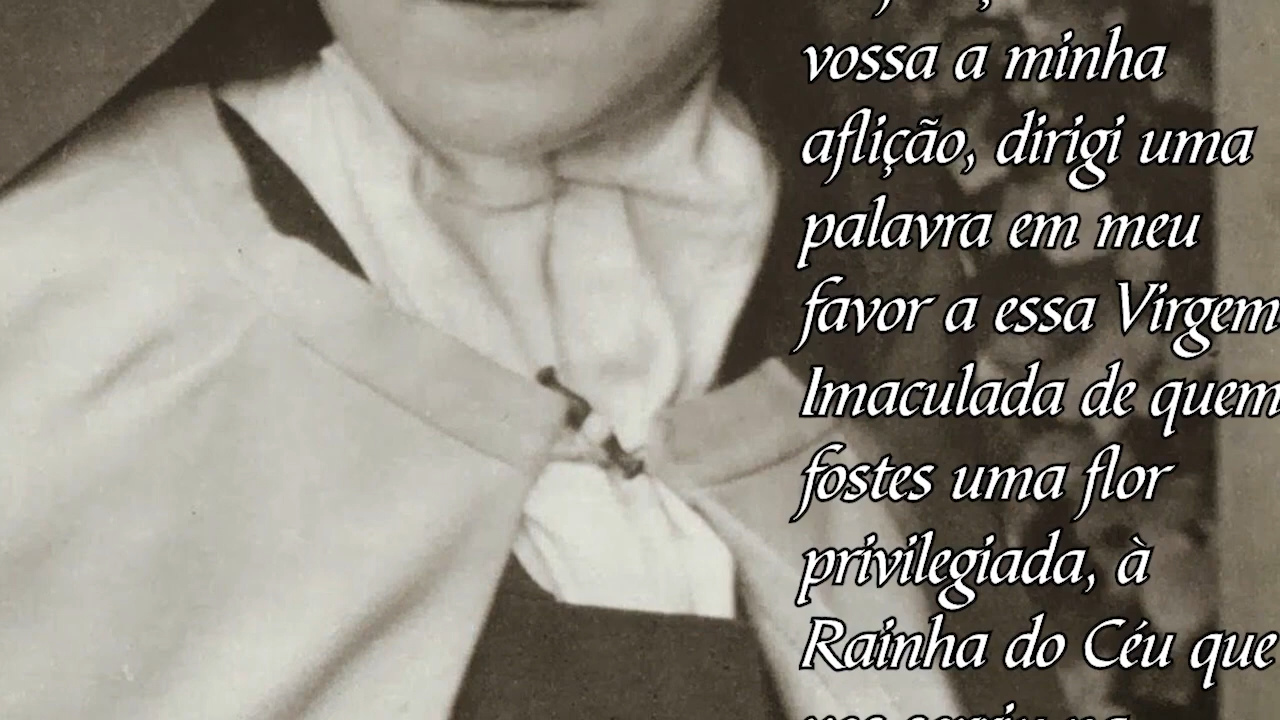 vossa a minha
aflição, dirigi uma
palavra em meu
favor a essa Virgem
Imaculada de quem
fostes uma flor
privilegiada, à
Rainha do Céu que